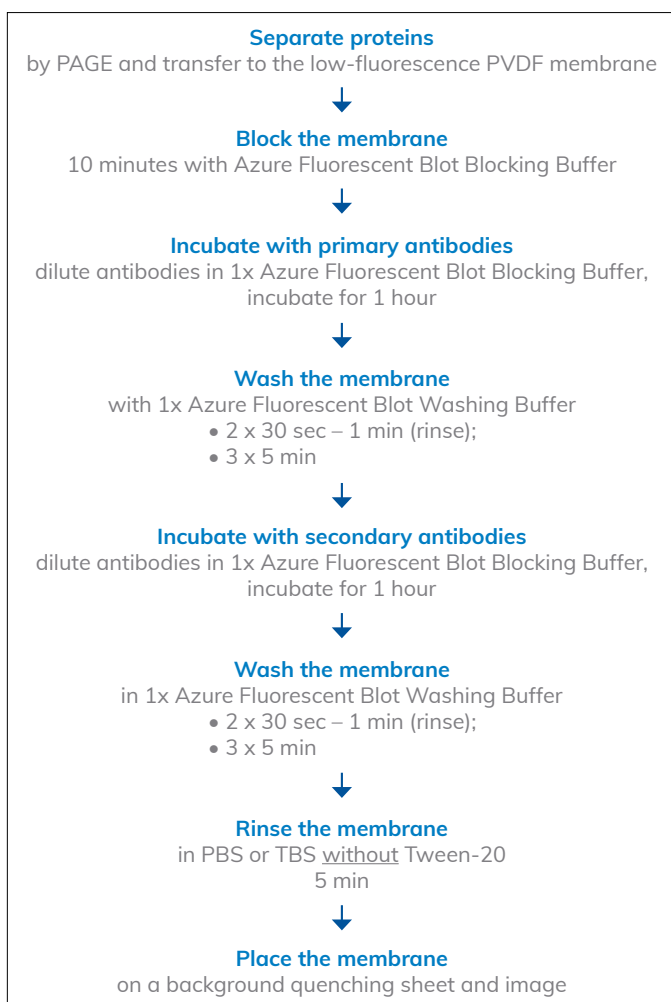 Separate proteins
by PAGE and transfer to the low-fluorescence PVDF membrane
Block the membrane
10 minutes with Azure Fluorescent Blot Blocking Buffer
Incubate with primary antibodies
dilute antibodies in 1x Azure Fluorescent Blot Blocking Buffer,
incubate for 1 hour
Wash the membrane
with 1x Azure Fluorescent Blot Washing Buffer
• 2 x 30 sec – 1 min (rinse);
• 3 x 5 min
Incubate with secondary antibodies
dilute antibodies in 1x Azure Fluorescent Blot Blocking Buffer,
incubate for 1 hour
Wash the membrane
in 1x Azure Fluorescent Blot Washing Buffer
• 2 x 30 sec – 1 min (rinse);
• 3 x 5 min
Rinse the membrane
in PBS or TBS without Tween-20
5 min
Place the membrane
on a background quenching sheet and image